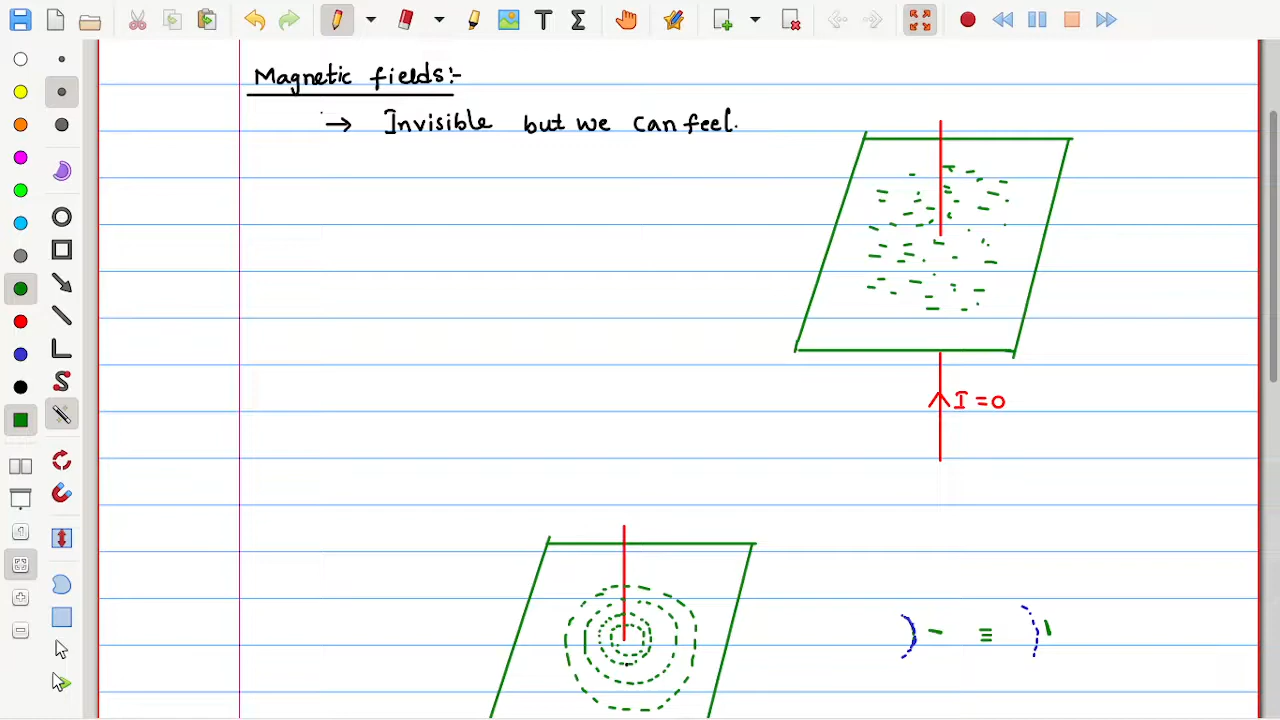 Magnetic fields:-
→ Invisible but we can feel.
I = 0
) - ≡ )